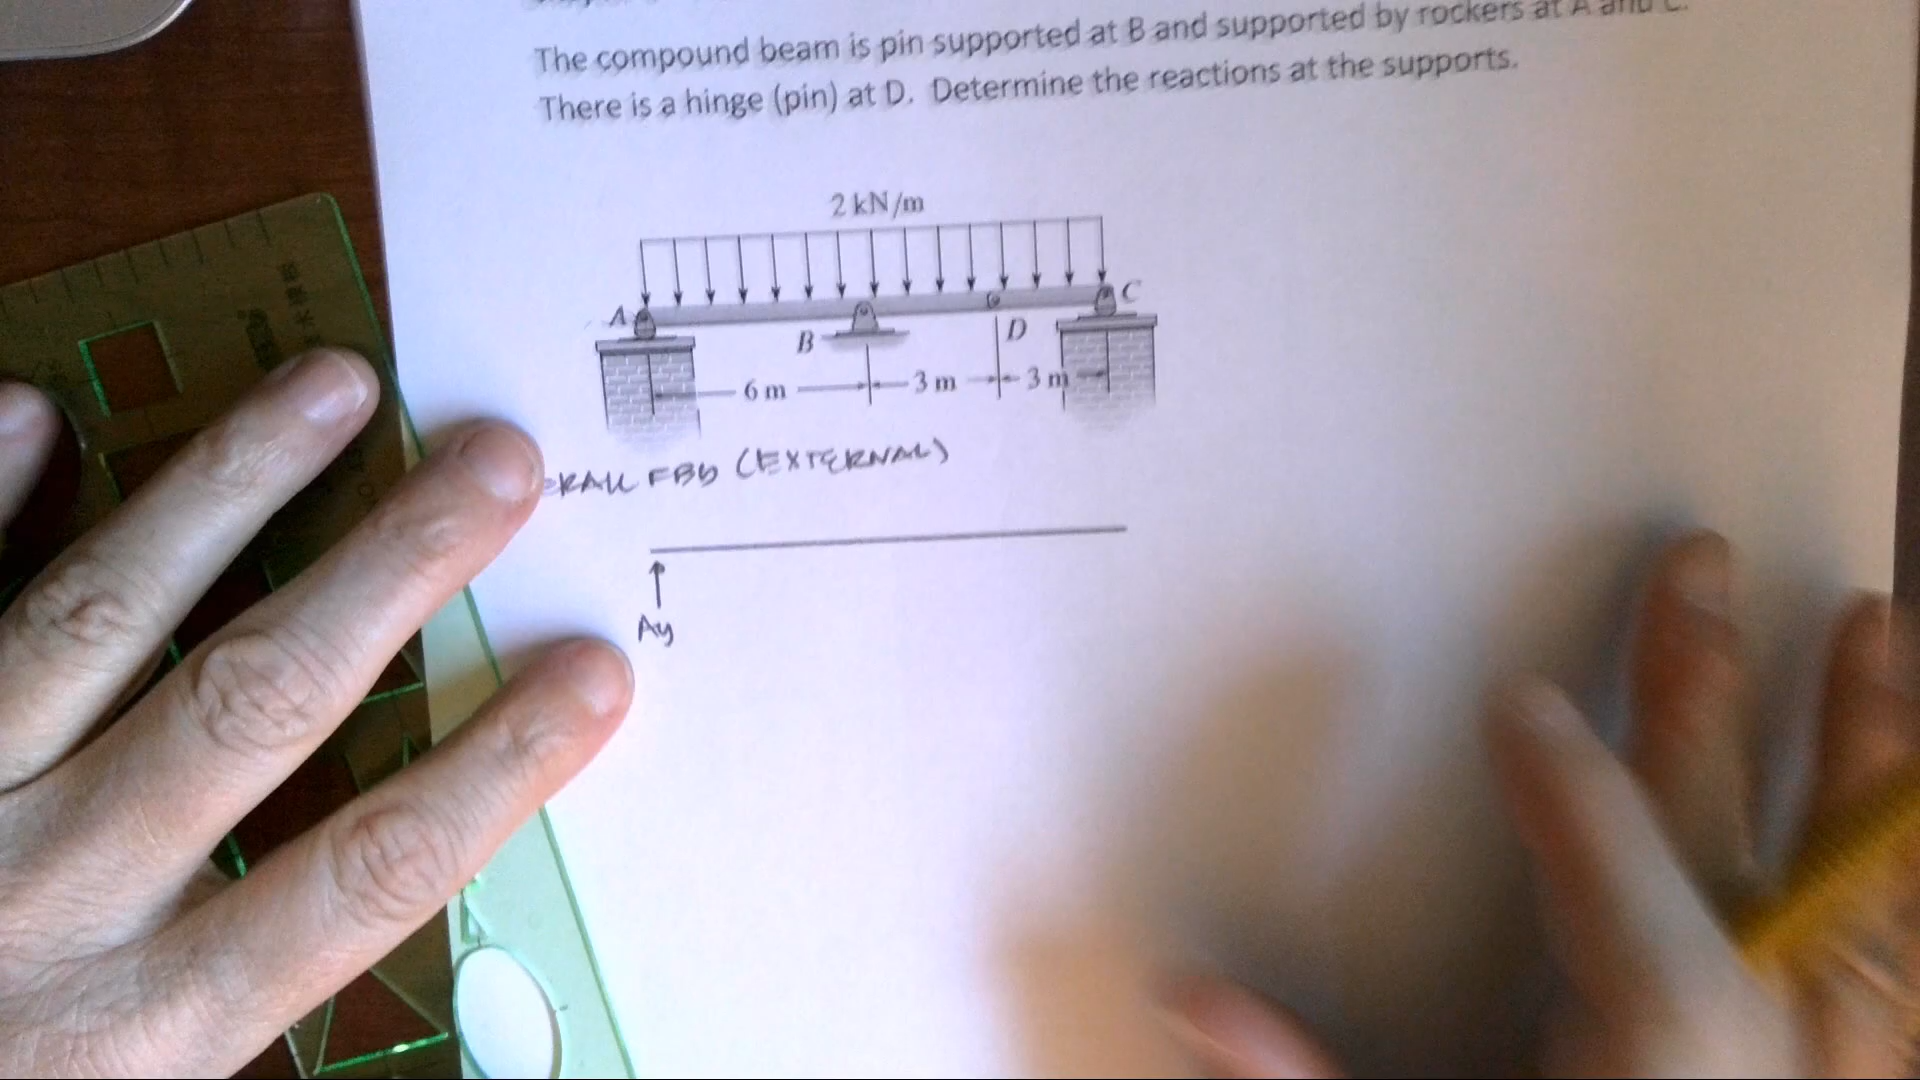 The compound beam is pin supported at B and supported by rockers at A and C.
There is a hinge (pin) at D. Determine the reactions at the supports.
2 kN/m
A
C
B
D
6 m
3 m
3 m
ERALL FBD (EXTERNAL)
Ay